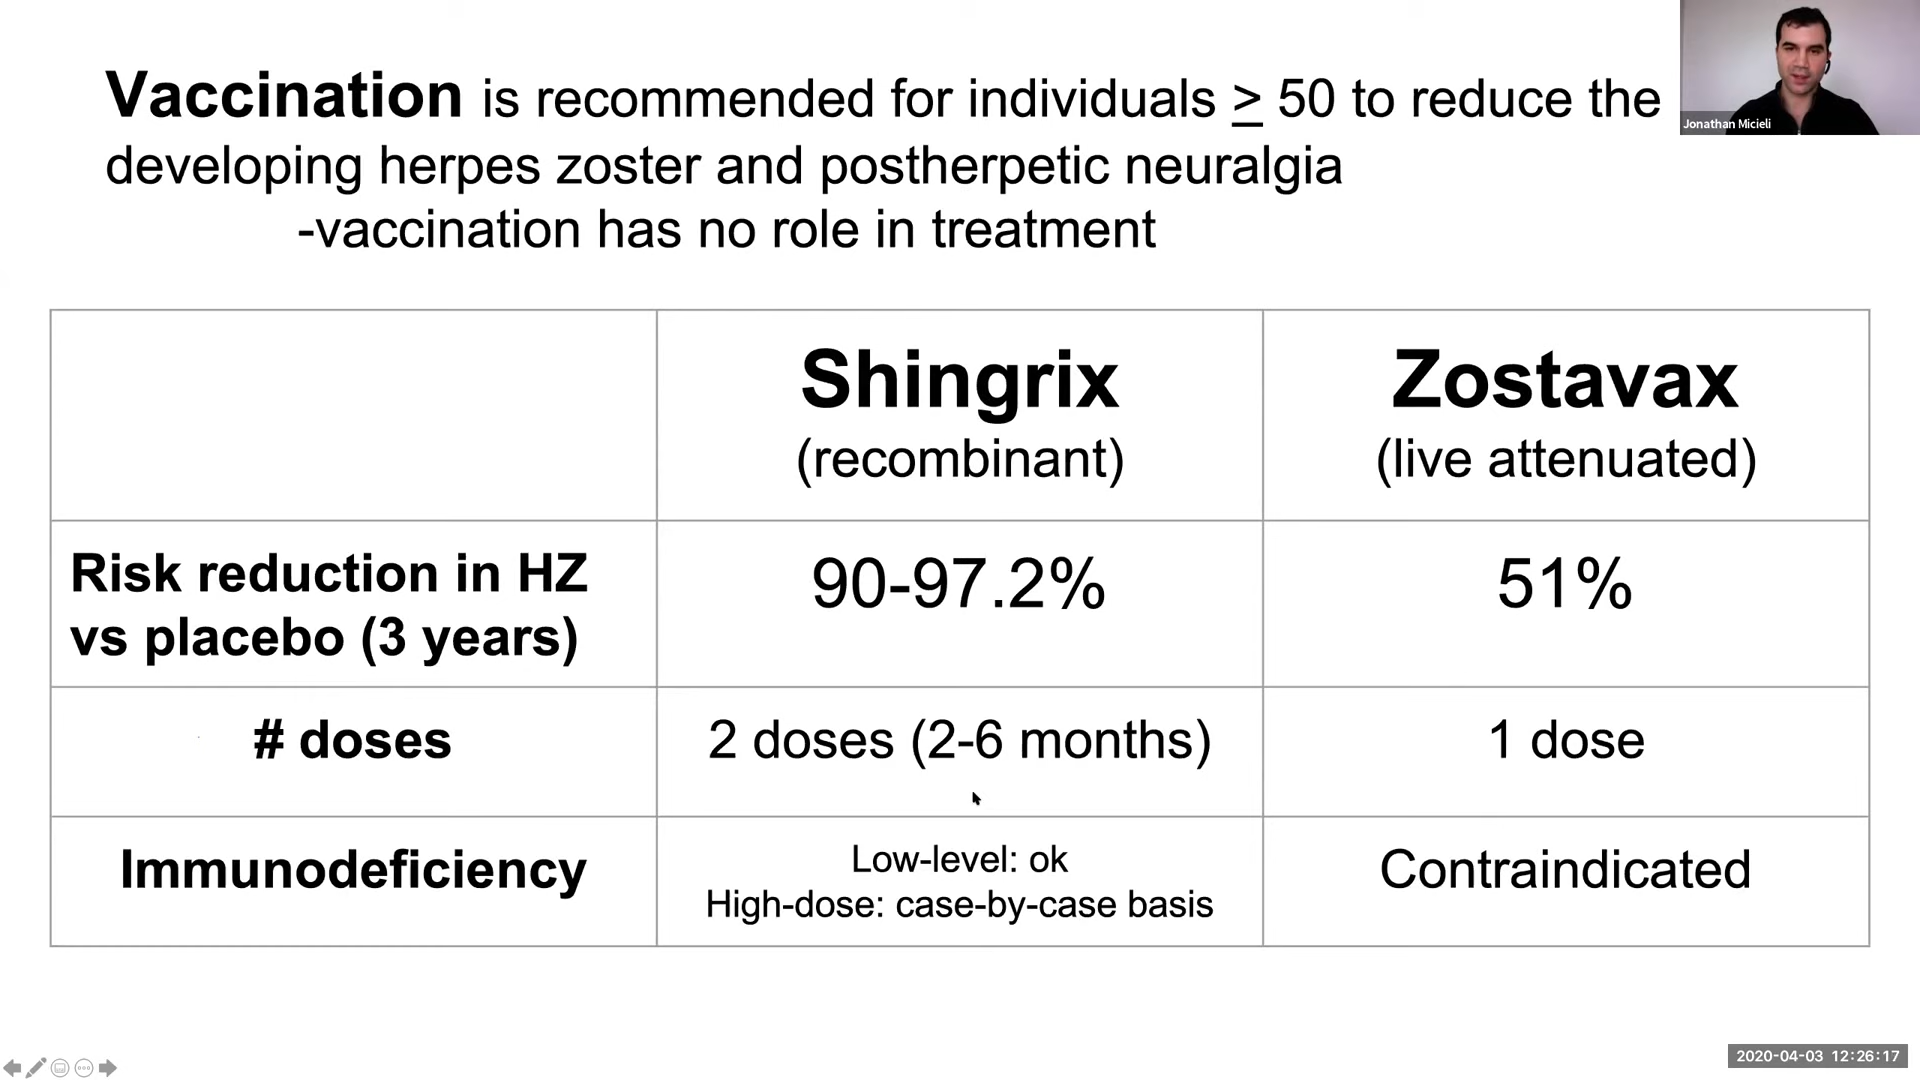 Vaccination is recommended for individuals ≥ 50 to reduce the
developing herpes zoster and postherpetic neuralgia
-vaccination has no role in treatment
Jonathan Micieli
Shingrix
(recombinant)
Zostavax
(live attenuated)
Risk reduction in HZ
vs placebo (3 years)
90-97.2%
51%
# doses
2 doses (2-6 months)
1 dose
Immunodeficiency
Low-level: ok
High-dose: case-by-case basis
Contraindicated
2020-04-03 12:26:17